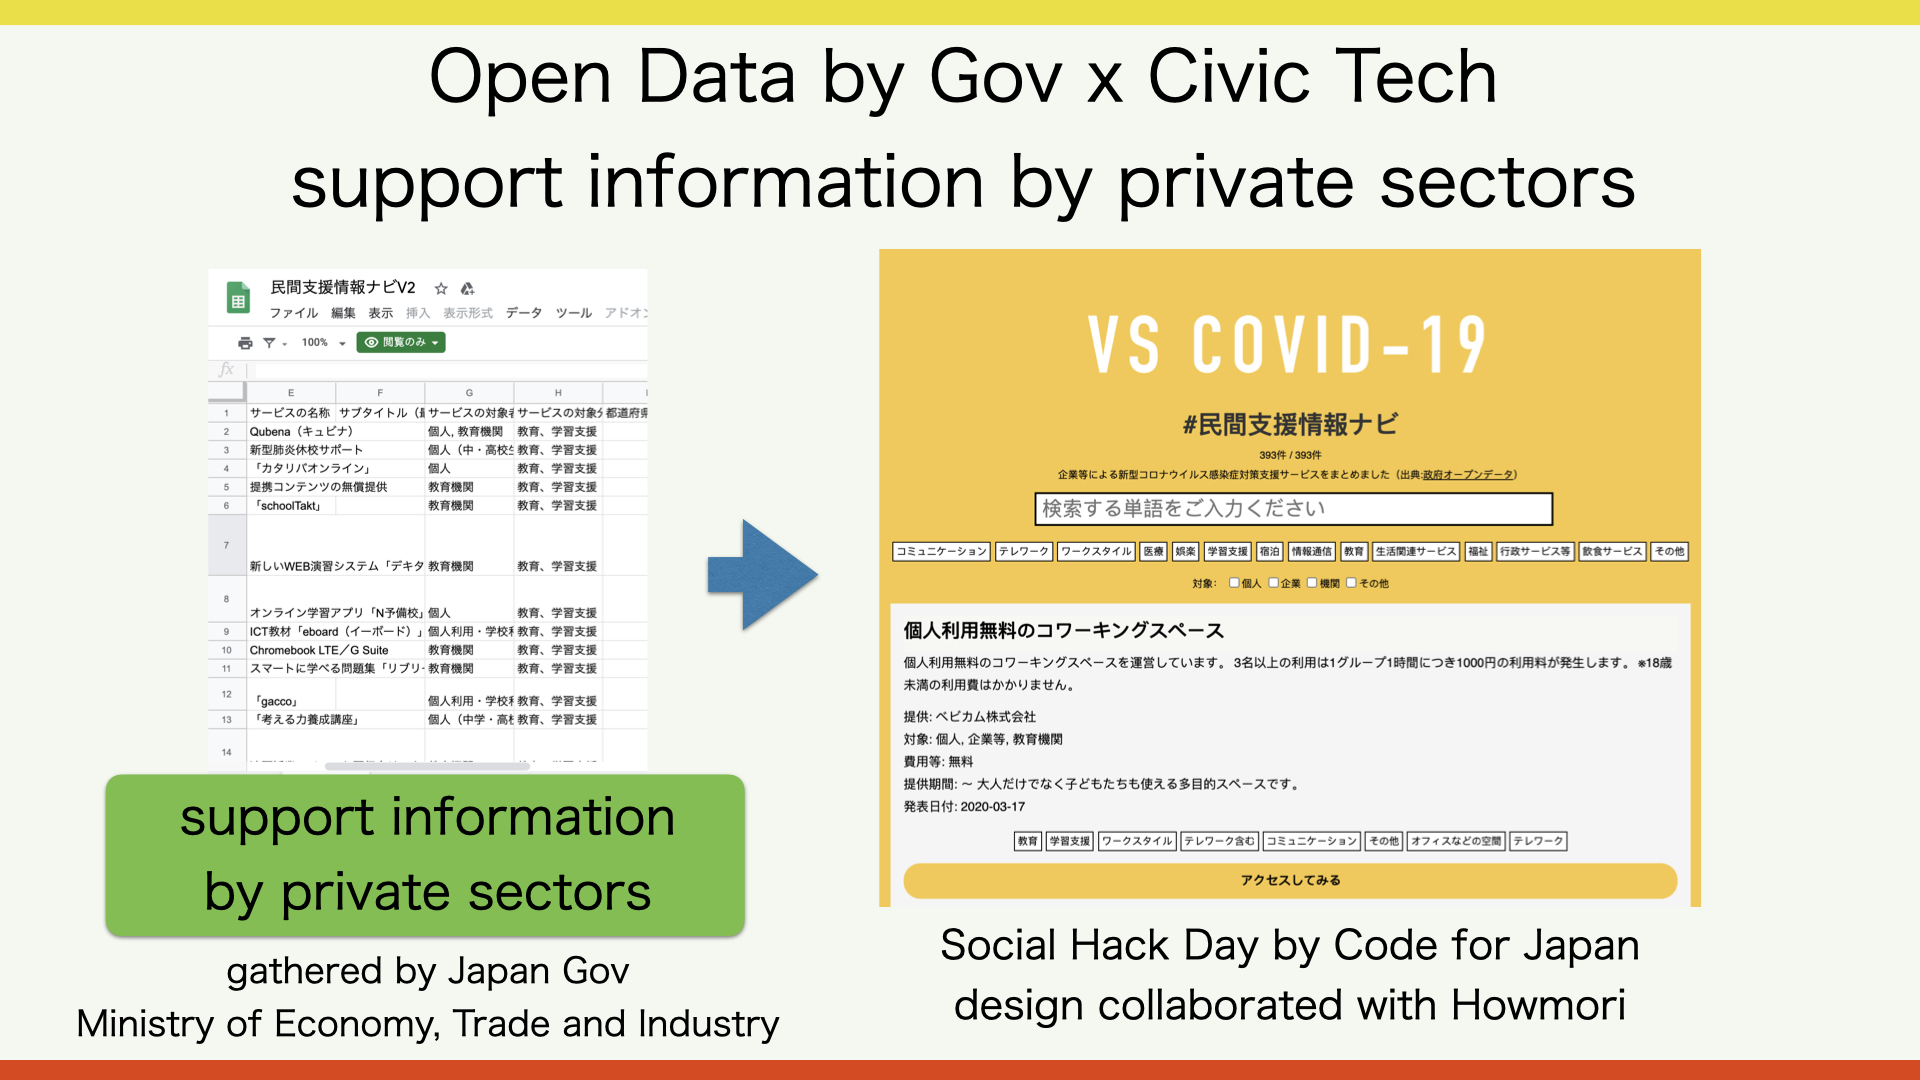 Open Data by Gov x Civic Tech
support information by private sectors
民間支援情報ナビV2
ファイル 編集 表示 挿入 表示形式 データ ツール アドオ
100% 閲覧のみ
fx
E F G H
1 サービスの名称 サブタイトル サービスの対象者 サービスの対象分 都道府県
2 Qubena（キュビナ） 個人, 教育機関 教育、学習支援
3 新型肺炎休校サポート 個人（中・高校生 教育、学習支援
4 「カタリバオンライン」 個人 教育、学習支援
5 提携コンテンツの無償提供 教育機関 教育、学習支援
6 「schoolTakt」 教育機関 教育、学習支援
7 新しいWEB演習システム「デキタ 教育機関 教育、学習支援
8 オンライン学習アプリ「N予備校」 個人 教育、学習支援
9 ICT教材「eboard（イーボード）」 個人利用・学校利 教育、学習支援
10 Chromebook LTE／G Suite 教育機関 教育、学習支援
11 スマートに学べる問題集「リブリー 教育機関 教育、学習支援
12 「gacco」 個人利用・学校利 教育、学習支援
13 「考える力養成講座」 個人（中学・高校 教育、学習支援
14
support information
by private sectors
gathered by Japan Gov
Ministry of Economy, Trade and Industry
VS COVID-19
#民間支援情報ナビ
393件 / 393件
企業等による新型コロナウイルス感染症対策支援サービスをまとめました（出典:政府オープンデータ）
検索する単語をご入力ください
コミュニケーション テレワーク ワークスタイル 医療 娯楽 学習支援 宿泊 情報通信 教育 生活関連サービス 福祉 行政サービス等 飲食サービス その他
対象: 個人 企業 機関 その他
個人利用無料のコワーキングスペース
個人利用無料のコワーキングスペースを運営しています。 3名以上の利用は1グループ1時間につき1000円の利用料が発生します。 ※18歳
未満の利用費はかかりません。
提供: ベビカム株式会社
対象: 個人, 企業等, 教育機関
費用等: 無料
提供期間: 〜 大人だけでなく子どもたちも使える多目的スペースです。
発表日付: 2020-03-17
教育 学習支援 ワークスタイル テレワーク含む コミュニケーション その他 オフィスなどの空間 テレワーク
アクセスしてみる
Social Hack Day by Code for Japan
design collaborated with Howmori